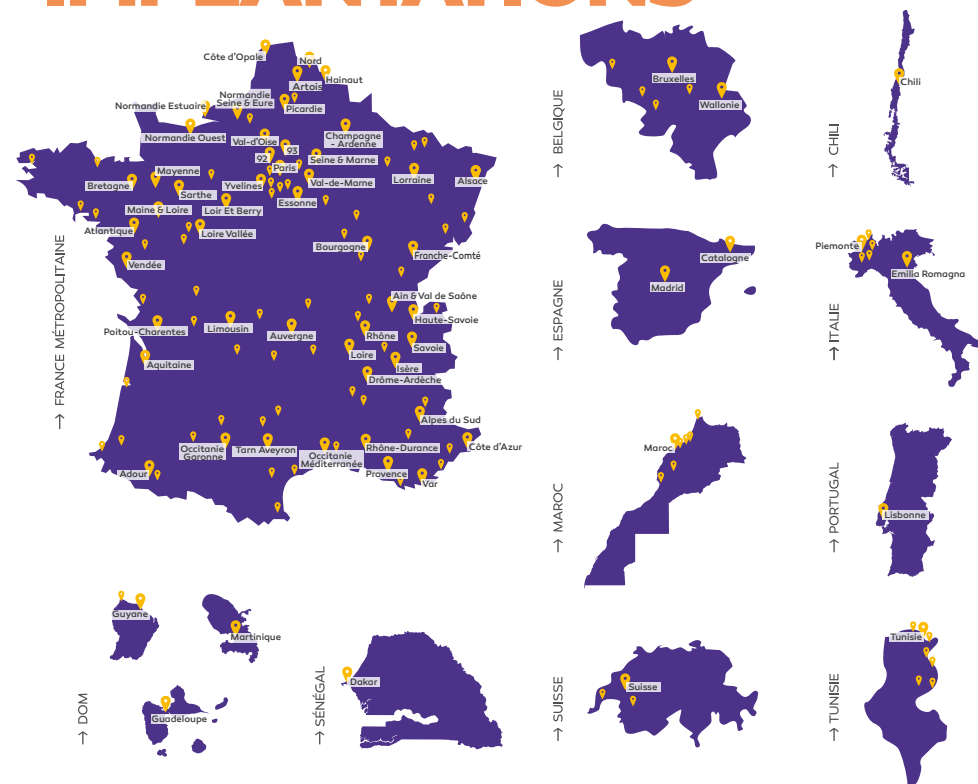 IMPLANTATIONS
→ FRANCE MÉTROPOLITAINE
Côte d'Opale
Nord
Hainaut
Artois
Normandie
Seine & Eure
Normandie Estuaire
Picardie
Normandie Ouest
Val-d'Oise
Champagne
- Ardenne
93
92
Seine & Marne
Paris
Mayenne
Bretagne
Sarthe
Yvelines
Val-de-Marne
Lorraine
Alsace
Essonne
Maine & Loire
Loir Et Berry
Atlantique
Loire Vallée
Bourgogne
Franche-Comté
Vendée
Ain & Val de Saône
Haute-Savoie
Poitou-Charentes
Limousin
Auvergne
Rhône
Savoie
Loire
Aquitaine
Isère
Drôme-Ardèche
Alpes du Sud
Occitanie
Garonne
Tarn Aveyron
Occitanie
Méditerranée
Rhône-Durance
Côte d'Azur
Adour
Provence
Var
→ BELGIQUE
Bruxelles
Wallonie
→ CHILI
Chili
→ ESPAGNE
Catalogne
Madrid
→ ITALIE
Piemonte
Emilia Romagna
→ MAROC
Maroc
→ PORTUGAL
Lisbonne
→ DOM
Guyane
Martinique
Guadeloupe
→ SÉNÉGAL
Dakar
→ SUISSE
Suisse
→ TUNISIE
Tunisie